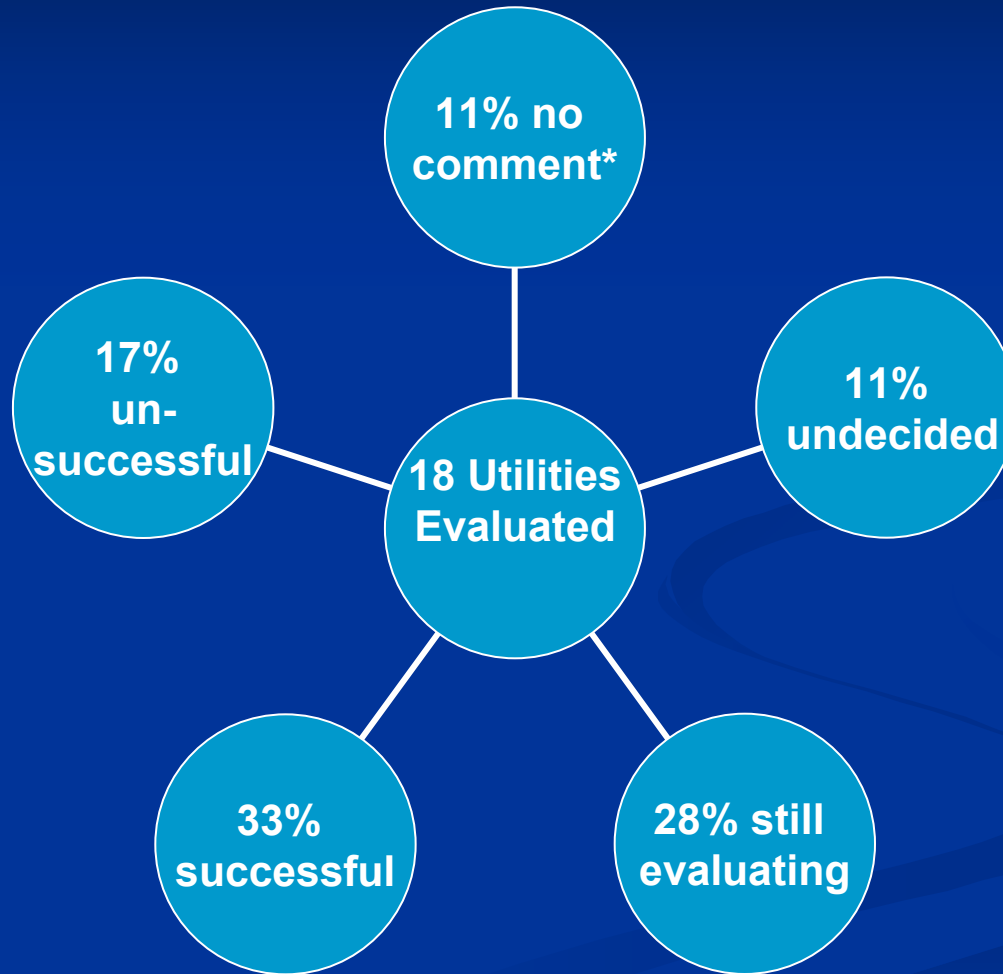 11% no
comment*
17%
un-
successful
11%
undecided
18 Utilities
Evaluated
33%
successful
28% still
evaluating